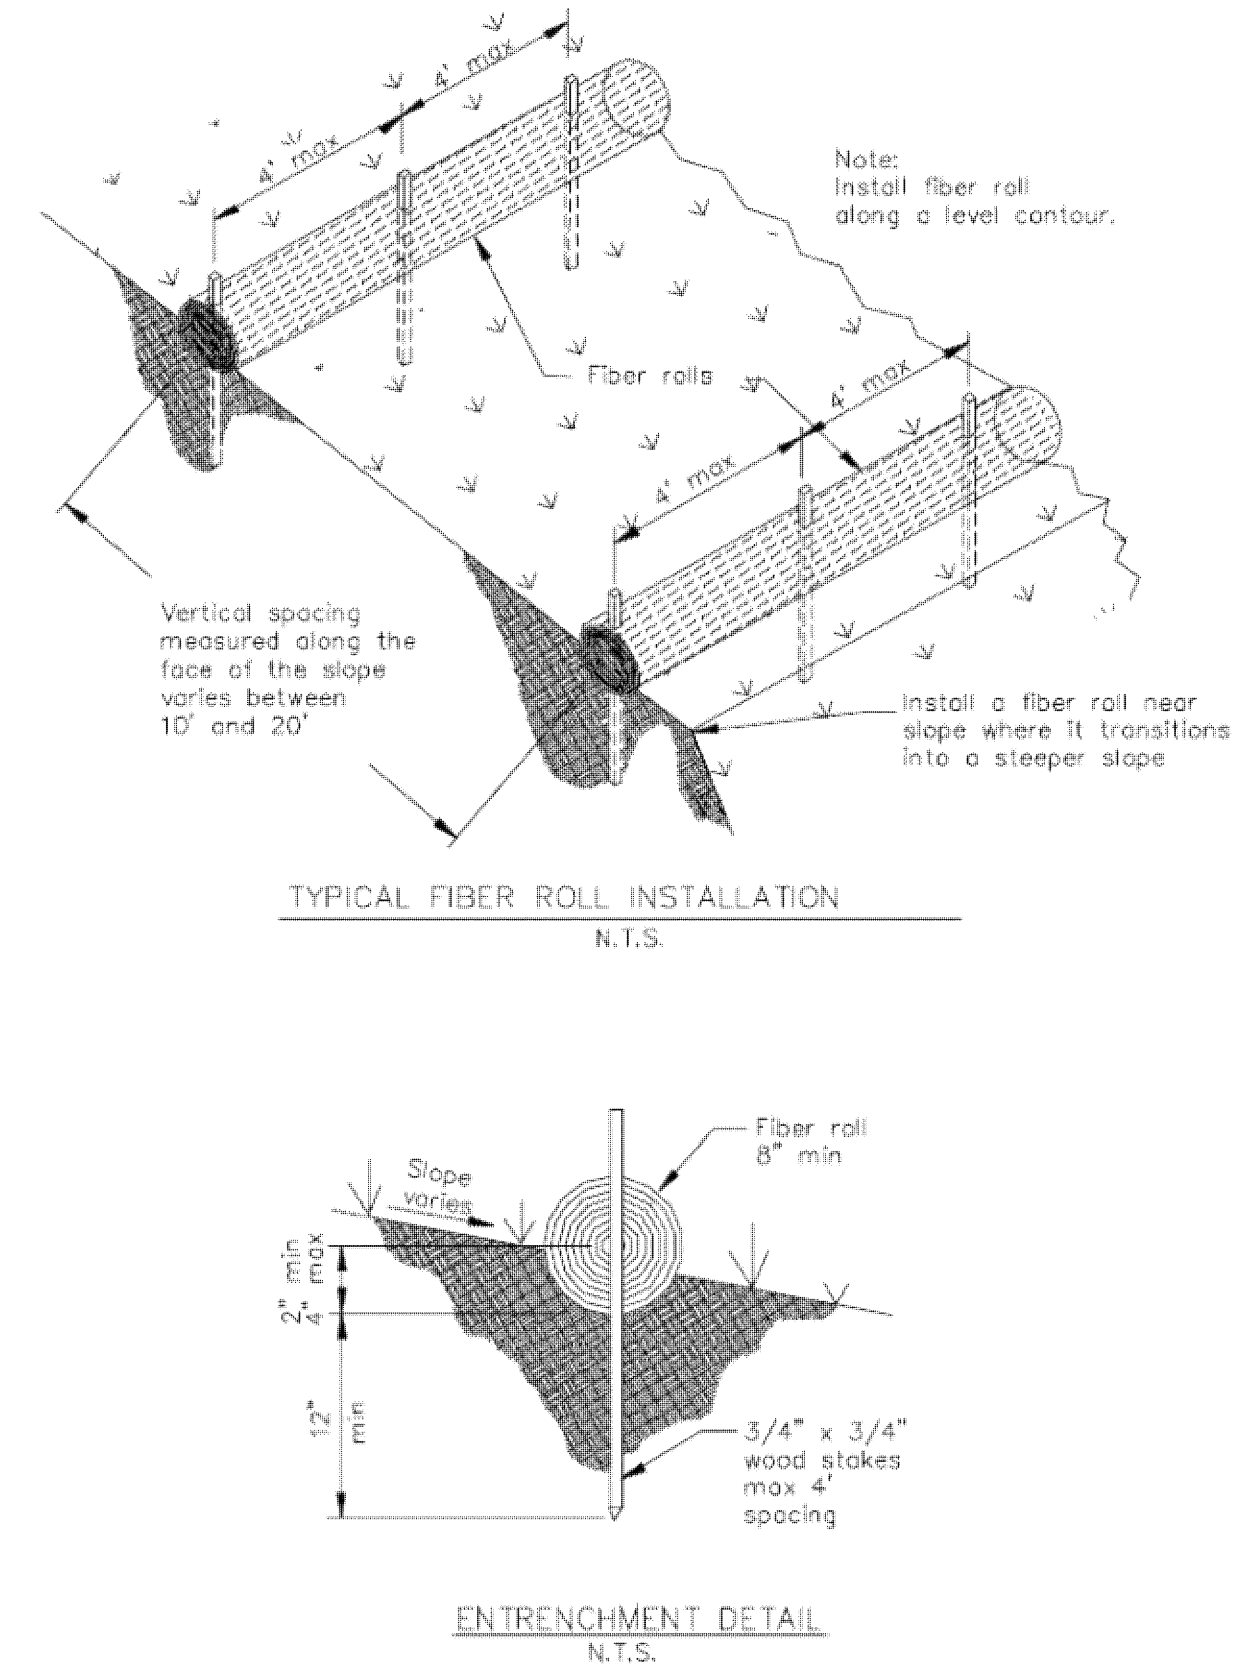 4' max
4' max
Note:
Install fiber roll
along a level contour.
Fiber rolls
4' max
4' max
Vertical spacing
measured along the
face of the slope
varies between
10' and 20'
Install a fiber roll near
slope where it transitions
into a steeper slope
TYPICAL FIBER ROLL INSTALLATION
N.T.S.
Fiber roll
8" min
Slope
varies
2" min
4" max
12"
min
3/4" x 3/4"
wood stakes
max 4'
spacing
ENTRENCHMENT DETAIL
N.T.S.